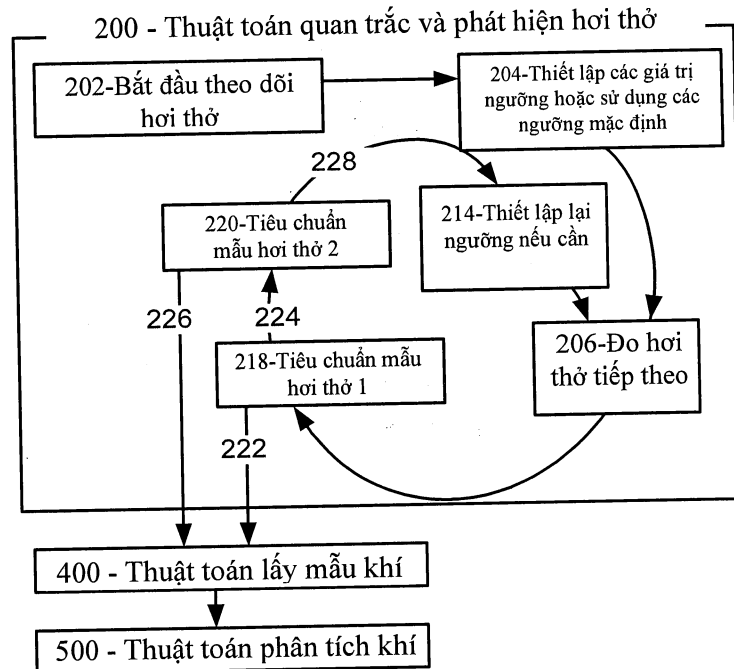 200 - Thuật toán quan trắc và phát hiện hơi thở
202-Bắt đầu theo dõi
hơi thở
204-Thiết lập các giá trị
ngưỡng hoặc sử dụng các
ngưỡng mặc định
228
220-Tiêu chuẩn
mẫu hơi thở 2
214-Thiết lập lại
ngưỡng nếu cần
226
224
218-Tiêu chuẩn mẫu
hơi thở 1
206-Đo hơi
thở tiếp theo
222
400 - Thuật toán lấy mẫu khí
500 - Thuật toán phân tích khí